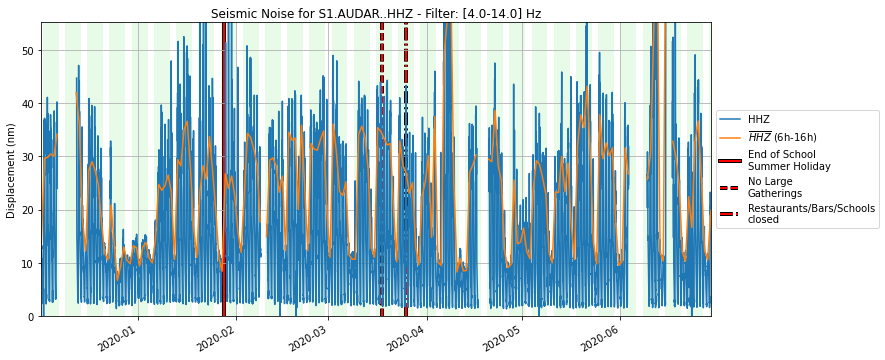 Seismic Noise for S1.AUDAR..HHZ - Filter: [4.0-14.0] Hz
Displacement (nm)
50
40
30
20
10
0
2020-01
2020-02
2020-03
2020-04
2020-05
2020-06
HHZ
HHZ (6h-16h)
End of School
Summer Holiday
No Large
Gatherings
Restaurants/Bars/Schools
closed